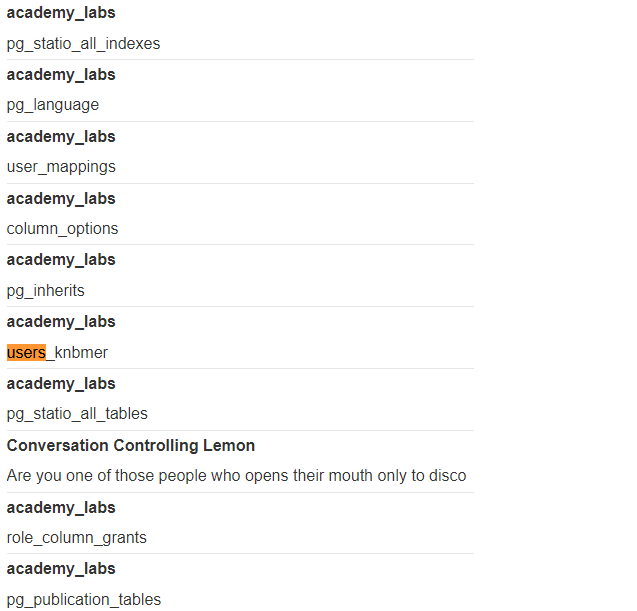 academy_labs
pg_statio_all_indexes
academy_labs
pg_language
academy_labs
user_mappings
academy_labs
column_options
academy_labs
pg_inherits
academy_labs
users_knbmer
academy_labs
pg_statio_all_tables
Conversation Controlling Lemon
Are you one of those people who opens their mouth only to disco
academy_labs
role_column_grants
academy_labs
pg_publication_tables